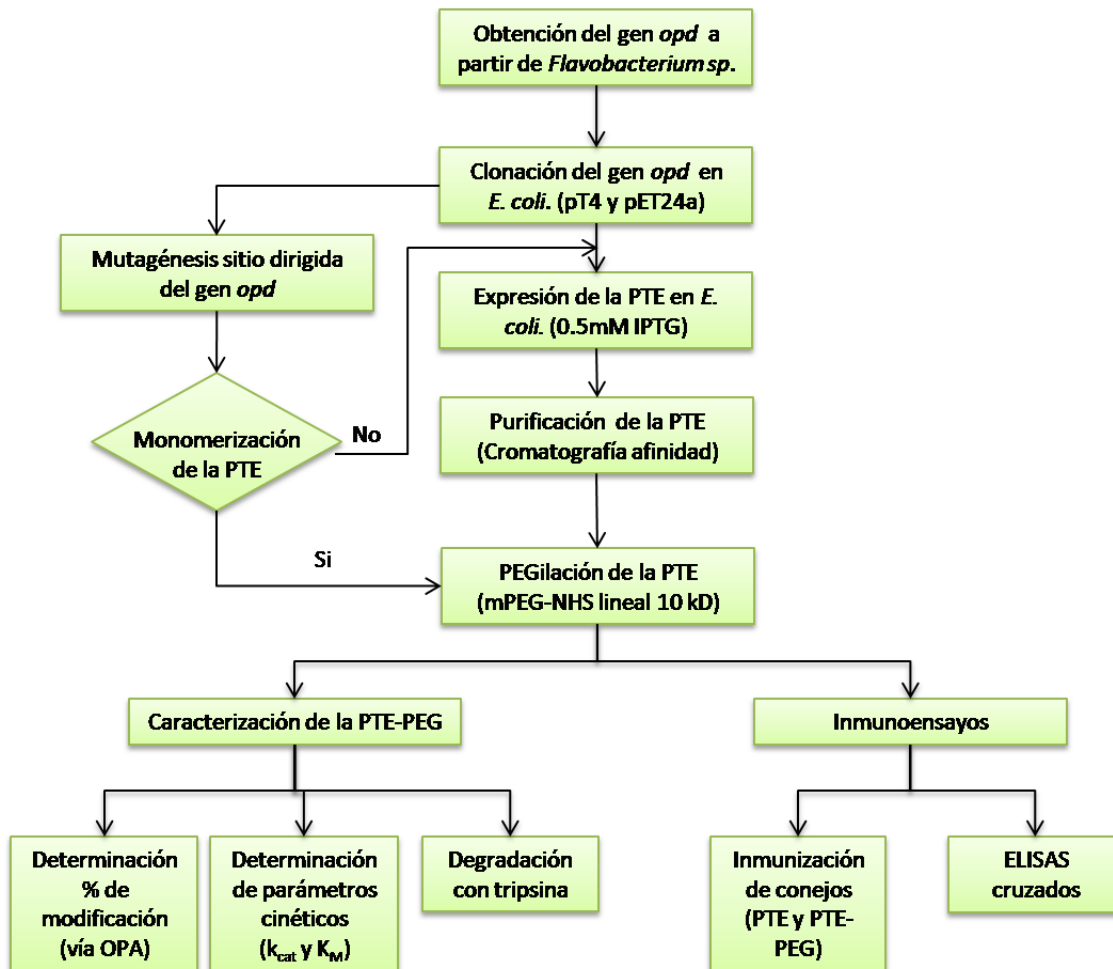 Obtención del gen opd a
partir de Flavobacterium sp.
Clonación del gen opd en
E. coli. (pT4 y pET24a)
Mutagénesis sitio dirigida
del gen opd
Expresión de la PTE en E.
coli. (0.5mM IPTG)
Monomerización
de la PTE
No
Purificación de la PTE
(Cromatografía afinidad)
Si
PEGilación de la PTE
(mPEG-NHS lineal 10 kD)
Caracterización de la PTE-PEG
Inmunoensayos
Determinación
% de
modificación
(vía OPA)
Determinación
de parámetros
cinéticos
(kcat y KM)
Degradación
con tripsina
Inmunización
de conejos
(PTE y PTE-
PEG)
ELISAS
cruzados